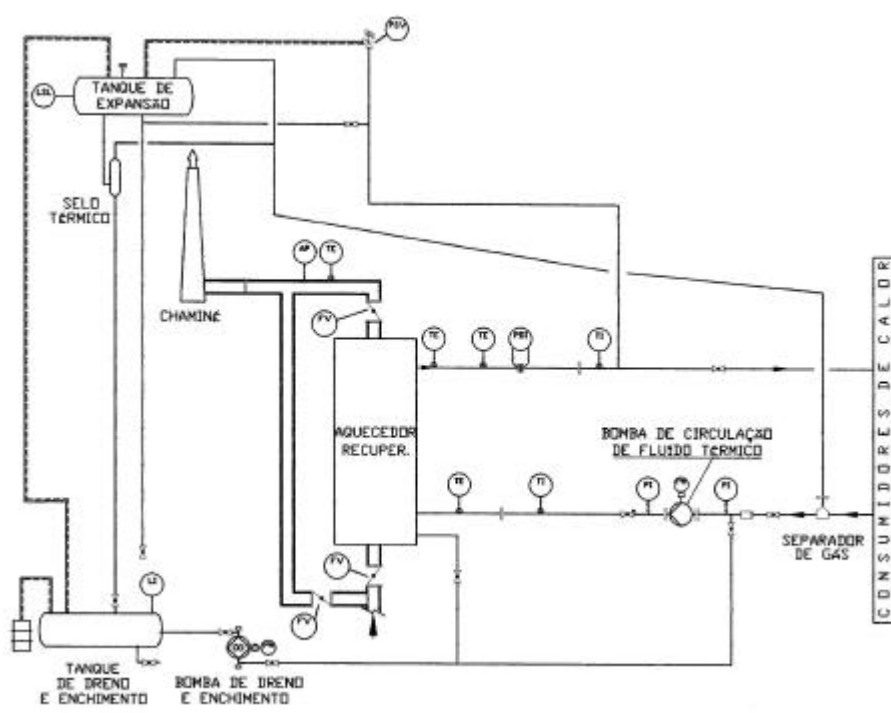 PSV
TANQUE DE
EXPANSÃO
LSL
SELO
TÉRMICO
AP
TE
CHAMINÉ
FV
TE
TE
TI
AQUECEDOR
RECUPER.
BOMBA DE CIRCULAÇÃO
DE FLUIDO TÉRMICO
TE
TI
PI
PI
SEPARADOR
DE GÁS
CONSUMIDORES DE CALOR
FV
FV
TANQUE
DE DRENO
E ENCHIMENTO
BOMBA DE DRENO
E ENCHIMENTO